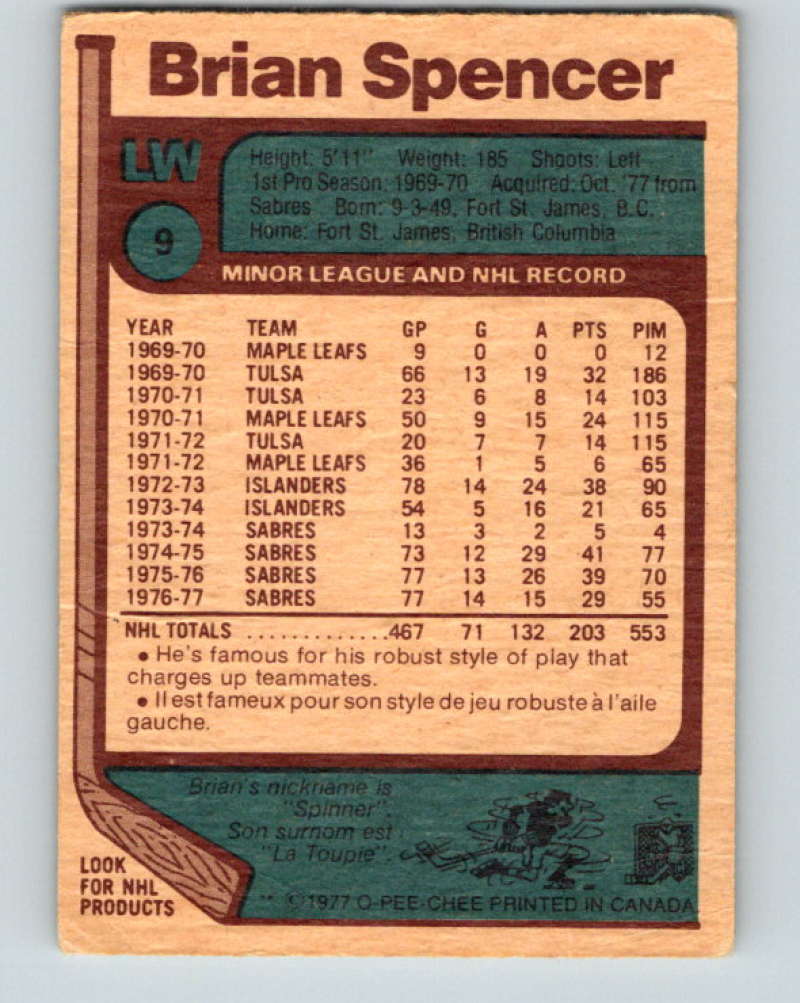 Brian Spencer
LW
Height: 5'11" Weight: 185 Shoots: Left
1st Pro Season: 1969-70 Acquired: Oct. '77 from
Sabres Born: 9-3-49, Fort St. James, B.C.
Home: Fort St. James, British Columbia
9
MINOR LEAGUE AND NHL RECORD
YEAR TEAM GP G A PTS PIM
1969-70 MAPLE LEAFS 9 0 0 0 12
1969-70 TULSA 66 13 19 32 186
1970-71 TULSA 23 6 8 14 103
1970-71 MAPLE LEAFS 50 9 15 24 115
1971-72 TULSA 20 7 7 14 115
1971-72 MAPLE LEAFS 36 1 5 6 65
1972-73 ISLANDERS 78 14 24 38 90
1973-74 ISLANDERS 54 5 16 21 65
1973-74 SABRES 13 3 2 5 4
1974-75 SABRES 73 12 29 41 77
1975-76 SABRES 77 13 26 39 70
1976-77 SABRES 77 14 15 29 55
NHL TOTALS .............467 71 132 203 553
• He's famous for his robust style of play that
charges up teammates.
• Il est fameux pour son style de jeu robuste à l'aile
gauche.
Brian's nickname is
"Spinner".
Son surnom est
"La Toupie".
LOOK
FOR NHL
PRODUCTS
** ©1977 O-PEE-CHEE PRINTED IN CANADA